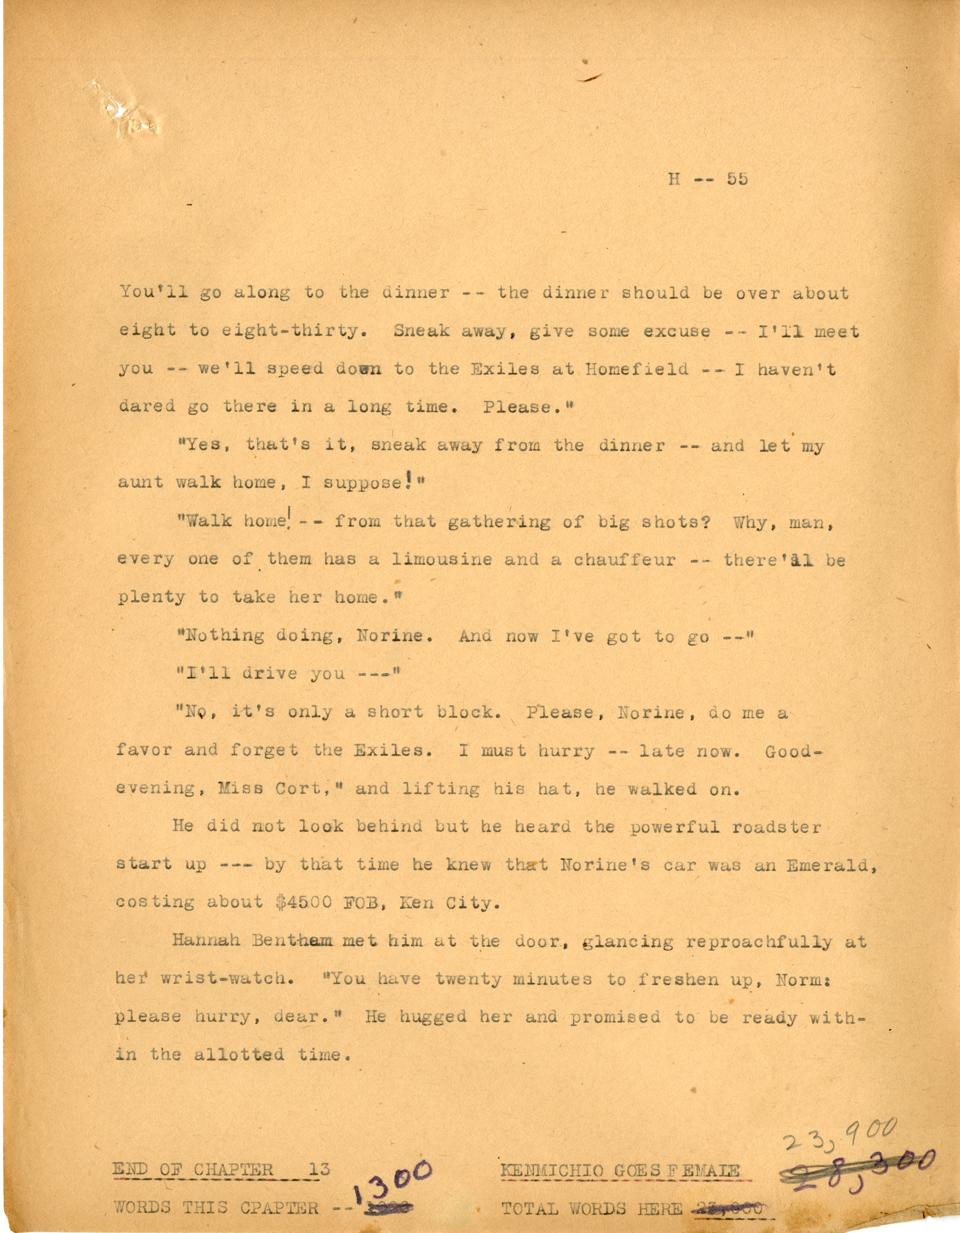 H -- 55
You'll go along to the dinner -- the dinner should be over about
eight to eight-thirty. Sneak away, give some excuse -- I'll meet
you -- we'll speed down to the Exiles at Homefield -- I haven't
dared go there in a long time. Please."
"Yes, that's it, sneak away from the dinner -- and let my
aunt walk home, I suppose!"
"Walk home! -- from that gathering of big shots? Why, man,
every one of them has a limousine and a chauffeur -- there'll be
plenty to take her home."
"Nothing doing, Norine. And now I've got to go --"
"I'll drive you ---"
"No, it's only a short block. Please, Norine, do me a
favor and forget the Exiles. I must hurry -- late now. Good-
evening, Miss Cort," and lifting his hat, he walked on.
He did not look behind but he heard the powerful roadster
start up --- by that time he knew that Norine's car was an Emerald,
costing about $4500 FOB, Ken City.
Hannah Bentham met him at the door, glancing reproachfully at
her wrist-watch. "You have twenty minutes to freshen up, Norm:
please hurry, dear." He hugged her and promised to be ready with-
in the allotted time.
23,900
END OF CHAPTER 13 KENMICHIO GOES FEMALE 28,300
WORDS THIS CPAPTER -- 1300 TOTAL WORDS HERE